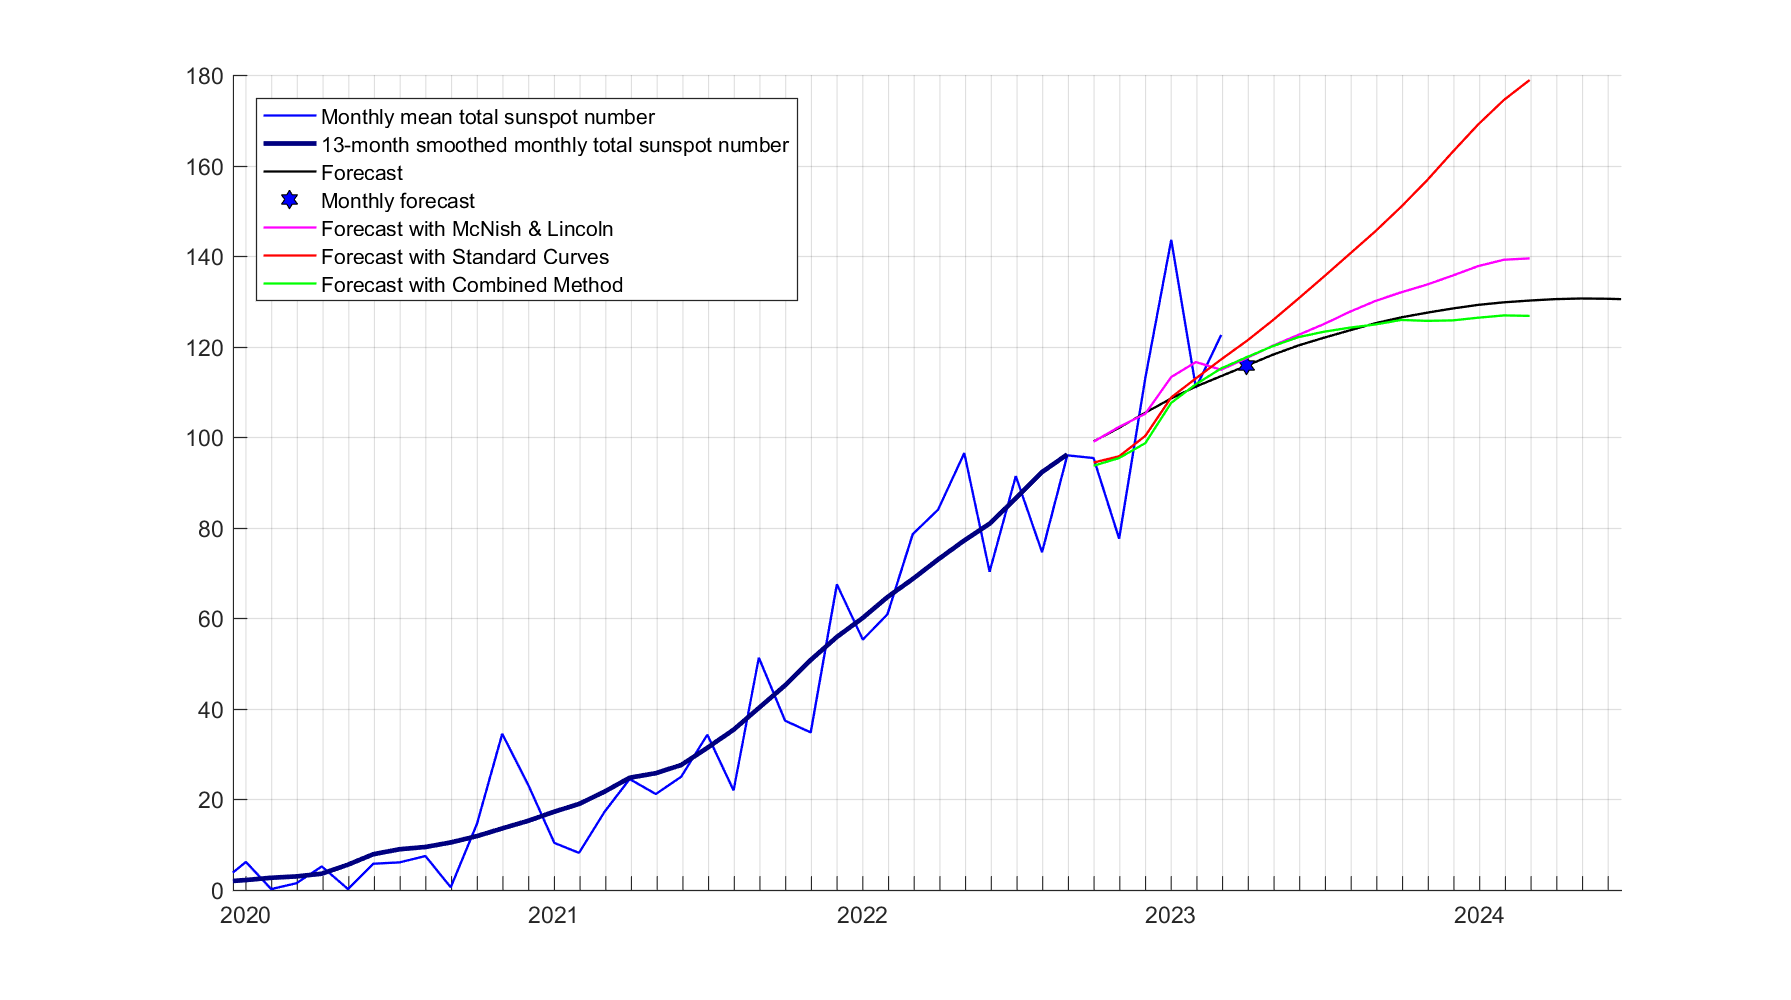 180
160
140
120
100
80
60
40
20
0
Monthly mean total sunspot number
13-month smoothed monthly total sunspot number
Forecast
Monthly forecast
Forecast with McNish & Lincoln
Forecast with Standard Curves
Forecast with Combined Method
2020 2021 2022 2023 2024